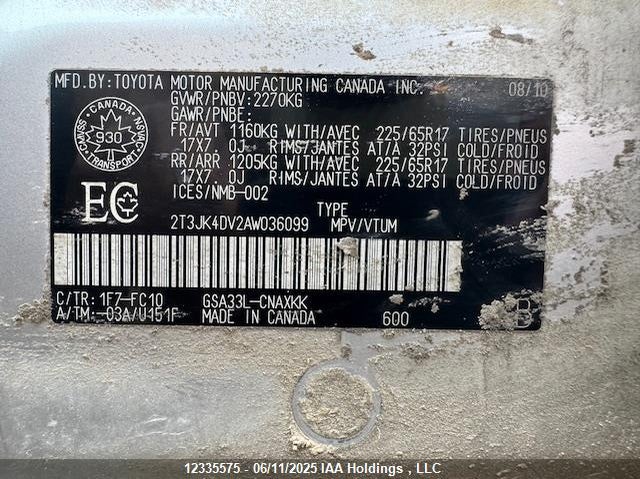 MFD.BY:TOYOTA MOTOR MANUFACTURING CANADA INC. 08/10
GVWR/PNBV:2270KG
GAWR/PNBE:
FR/AVT 1160KG WITH/AVEC 225/65R17 TIRES/PNEUS
17X7.0J RIMS/JANTES AT/A 32PSI COLD/FROID
RR/ARR 1205KG WITH/AVEC 225/65R17 TIRES/PNEUS
17X7.0J RIMS/JANTES AT/A 32PSI COLD/FROID
ICES/NMB-002
CANADA
930
TRANSPORT
EC
TYPE
2T3JK4DV2AW036099 MPV/VTUM
C/TR: 1F7-FC10 GSA33L-CNAXKK
A/TM:-03A/U151F MADE IN CANADA 600
B
12335575 - 06/11/2025 IAA Holdings , LLC